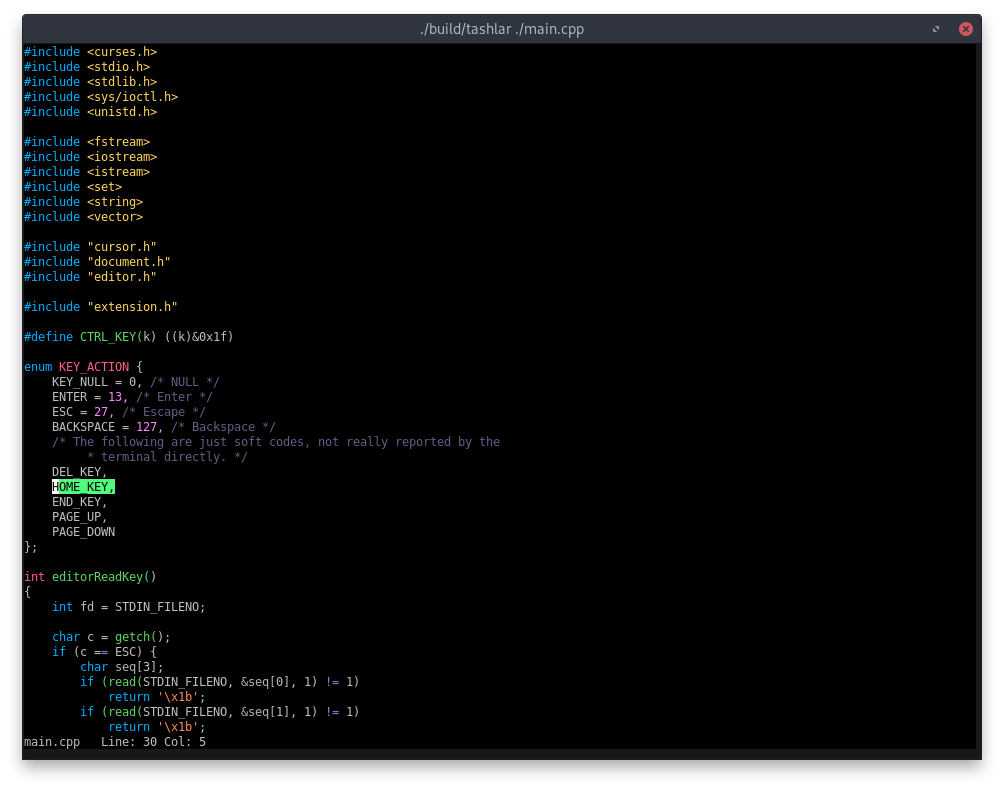 ./build/tashlar ./main.cpp
#include <curses.h>
#include <stdio.h>
#include <stdlib.h>
#include <sys/ioctl.h>
#include <unistd.h>

#include <fstream>
#include <iostream>
#include <istream>
#include <set>
#include <string>
#include <vector>

#include "cursor.h"
#include "document.h"
#include "editor.h"

#include "extension.h"

#define CTRL_KEY(k) ((k)&0x1f)

enum KEY_ACTION {
    KEY_NULL = 0, /* NULL */
    ENTER = 13, /* Enter */
    ESC = 27, /* Escape */
    BACKSPACE = 127, /* Backspace */
    /* The following are just soft codes, not really reported by the
         * terminal directly. */
    DEL_KEY,
    HOME_KEY,
    END_KEY,
    PAGE_UP,
    PAGE_DOWN
};

int editorReadKey()
{
    int fd = STDIN_FILENO;

    char c = getch();
    if (c == ESC) {
        char seq[3];
        if (read(STDIN_FILENO, &seq[0], 1) != 1)
            return '\x1b';
        if (read(STDIN_FILENO, &seq[1], 1) != 1)
            return '\x1b';
main.cpp   Line: 30 Col: 5